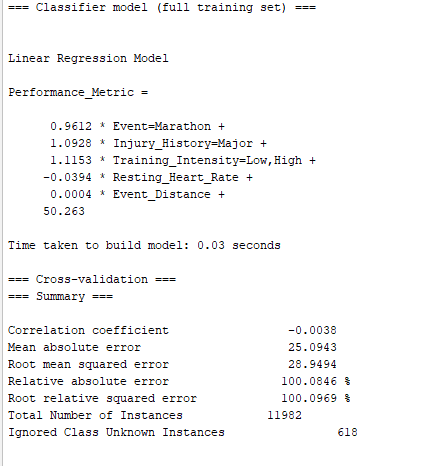 === Classifier model (full training set) ===
Linear Regression Model
Performance_Metric =
0.9612 * Event=Marathon +
1.0928 * Injury_History=Major +
1.1153 * Training_Intensity=Low,High +
-0.0394 * Resting_Heart_Rate +
0.0004 * Event_Distance +
50.263
Time taken to build model: 0.03 seconds
=== Cross-validation ===
=== Summary ===
Correlation coefficient -0.0038
Mean absolute error 25.0943
Root mean squared error 28.9494
Relative absolute error 100.0846 %
Root relative squared error 100.0969 %
Total Number of Instances 11982
Ignored Class Unknown Instances 618